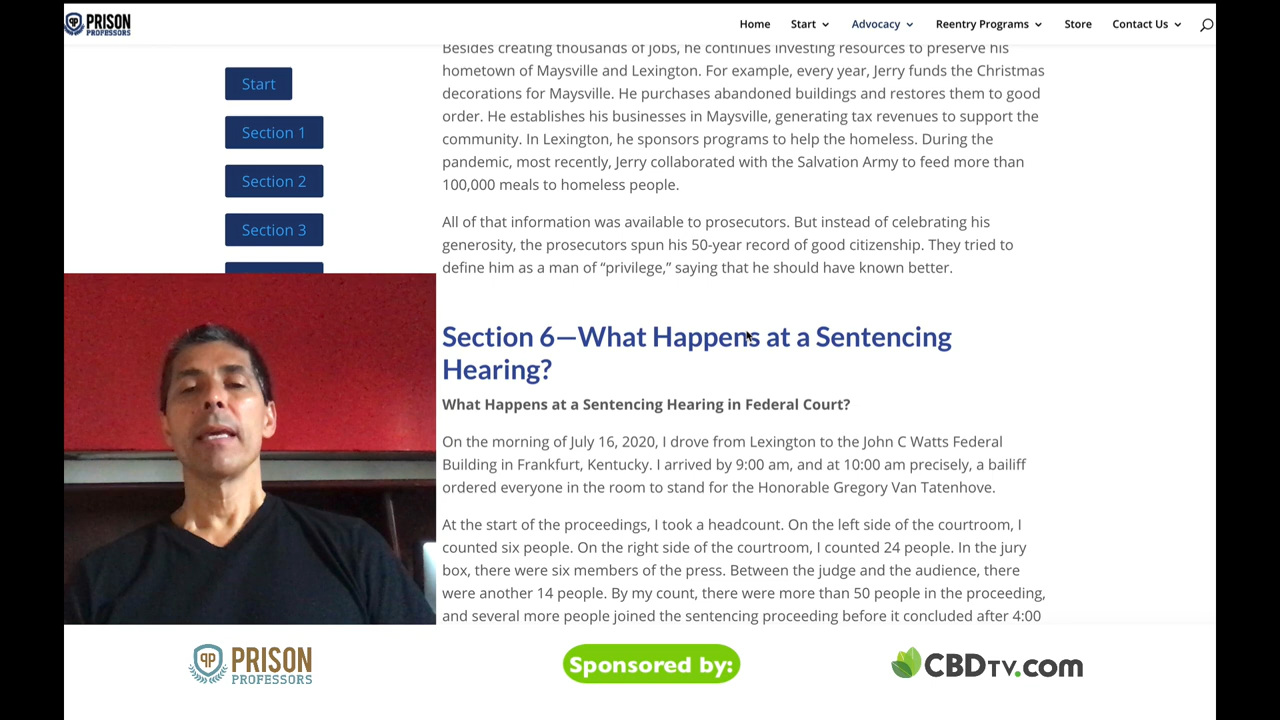 PRISON
PROFESSORS
Home
Start
Advocacy
Reentry Programs
Store
Contact Us
Start
Section 1
Section 2
Section 3
Besides creating thousands of jobs, he continues investing resources to preserve his
hometown of Maysville and Lexington. For example, every year, Jerry funds the Christmas
decorations for Maysville. He purchases abandoned buildings and restores them to good
order. He establishes his businesses in Maysville, generating tax revenues to support the
community. In Lexington, he sponsors programs to help the homeless. During the
pandemic, most recently, Jerry collaborated with the Salvation Army to feed more than
100,000 meals to homeless people.
All of that information was available to prosecutors. But instead of celebrating his
generosity, the prosecutors spun his 50-year record of good citizenship. They tried to
define him as a man of “privilege,” saying that he should have known better.
Section 6—What Happens at a Sentencing
Hearing?
What Happens at a Sentencing Hearing in Federal Court?
On the morning of July 16, 2020, I drove from Lexington to the John C Watts Federal
Building in Frankfurt, Kentucky. I arrived by 9:00 am, and at 10:00 am precisely, a bailiff
ordered everyone in the room to stand for the Honorable Gregory Van Tatenhove.
At the start of the proceedings, I took a headcount. On the left side of the courtroom, I
counted six people. On the right side of the courtroom, I counted 24 people. In the jury
box, there were six members of the press. Between the judge and the audience, there
were another 14 people. By my count, there were more than 50 people in the proceeding,
and several more people joined the sentencing proceeding before it concluded after 4:00
PP PRISON
PROFESSORS
Sponsored by:
CBDTV.com